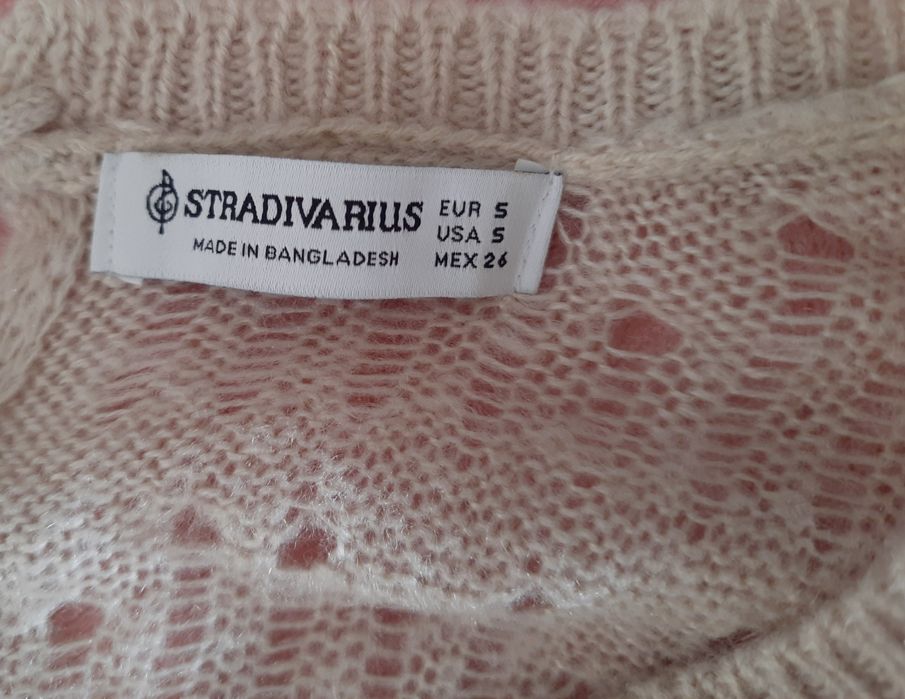 STRADIVARIUS
MADE IN BANGLADESH
EUR S
USA S
MEX 26